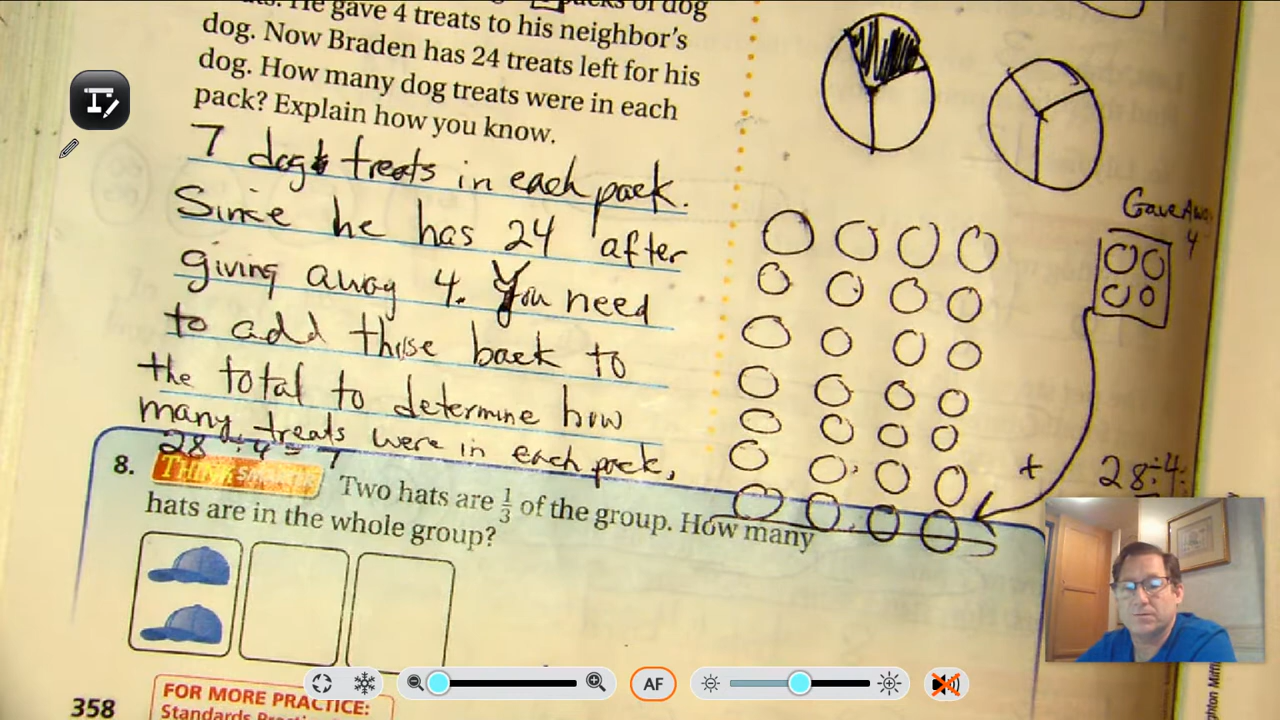 He gave 4 treats to his neighbor's
dog. Now Braden has 24 treats left for his
dog. How many dog treats were in each
pack? Explain how you know.
7 dog treats in each pack.
Since he has 24 after
giving away 4. You need
to add those back to
the total to determine how
many treats were in each pack,
28 ÷ 4 = 7
Gave Away
4
+
28÷4=
8. THINK SMARTER Two hats are 1/3 of the group. How many
hats are in the whole group?
358
FOR MORE PRACTICE:
Standards Practice
AF